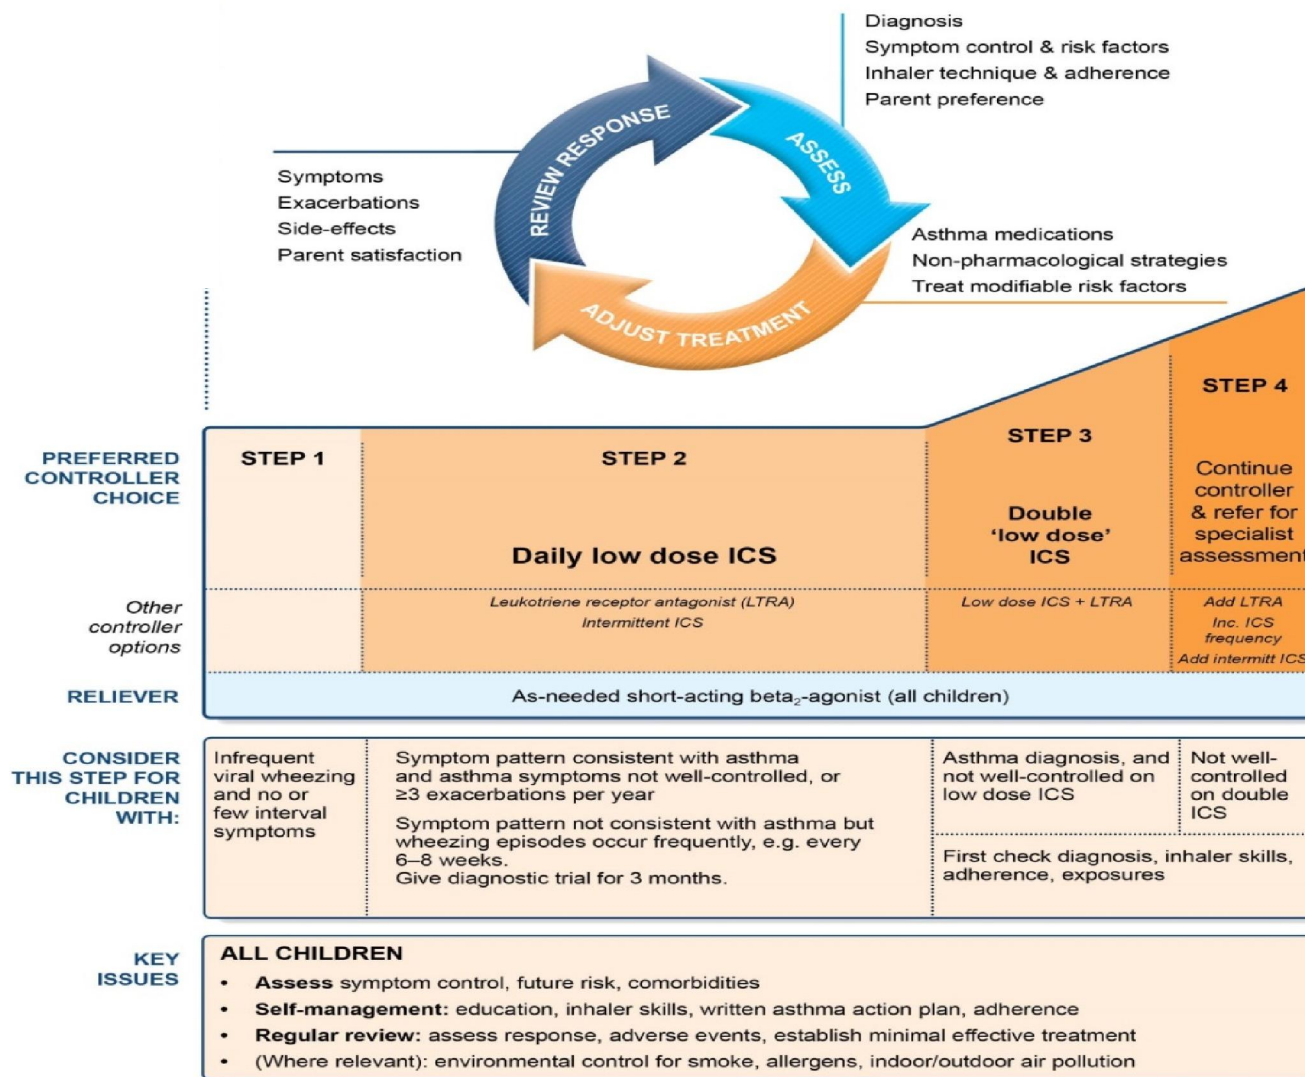 Diagnosis
Symptom control & risk factors
Inhaler technique & adherence
Parent preference
REVIEW RESPONSE
ASSESS
ADJUST TREATMENT
Symptoms
Exacerbations
Side-effects
Parent satisfaction
Asthma medications
Non-pharmacological strategies
Treat modifiable risk factors
PREFERRED
CONTROLLER
CHOICE
STEP 1
STEP 2
Daily low dose ICS
STEP 3
Double
‘low dose’
ICS
STEP 4
Continue
controller
& refer for
specialist
assessment
Other
controller
options
Leukotriene receptor antagonist (LTRA)
Intermittent ICS
Low dose ICS + LTRA
Add LTRA
Inc. ICS
frequency
Add intermitt ICS
RELIEVER
As-needed short-acting beta₂-agonist (all children)
CONSIDER
THIS STEP FOR
CHILDREN
WITH:
Infrequent
viral wheezing
and no or
few interval
symptoms
Symptom pattern consistent with asthma
and asthma symptoms not well-controlled, or
≥3 exacerbations per year
Symptom pattern not consistent with asthma but
wheezing episodes occur frequently, e.g. every
6–8 weeks.
Give diagnostic trial for 3 months.
Asthma diagnosis, and
not well-controlled on
low dose ICS
Not well-
controlled
on double
ICS
First check diagnosis, inhaler skills,
adherence, exposures
KEY
ISSUES
ALL CHILDREN
• Assess symptom control, future risk, comorbidities
• Self-management: education, inhaler skills, written asthma action plan, adherence
• Regular review: assess response, adverse events, establish minimal effective treatment
• (Where relevant): environmental control for smoke, allergens, indoor/outdoor air pollution